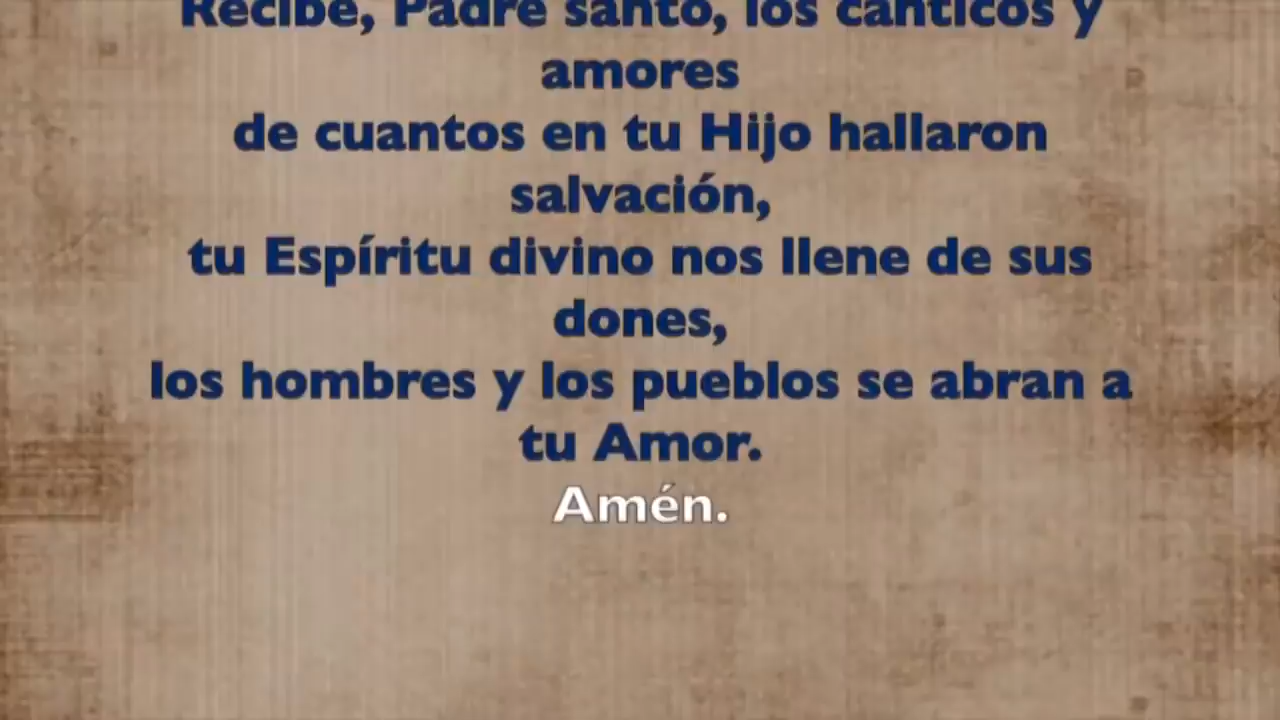 Recibe, Padre santo, los cánticos y
amores
de cuantos en tu Hijo hallaron
salvación,
tu Espíritu divino nos llene de sus
dones,
los hombres y los pueblos se abran a
tu Amor.
Amén.